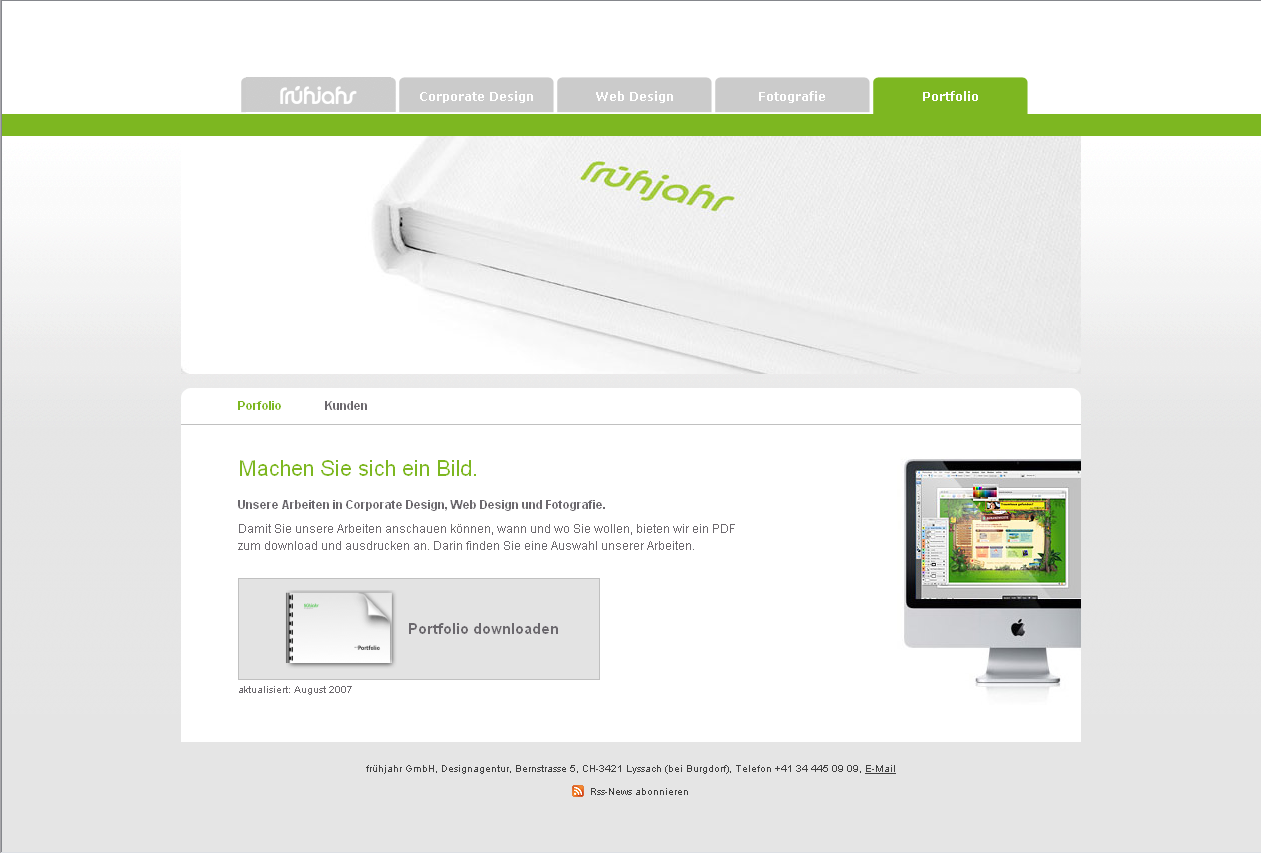 frühjahr
Corporate Design
Web Design
Fotografie
Portfolio
frühjahr
Porfolio
Kunden
Machen Sie sich ein Bild.
Unsere Arbeiten in Corporate Design, Web Design und Fotografie.
Damit Sie unsere Arbeiten anschauen können, wann und wo Sie wollen, bieten wir ein PDF
zum download und ausdrucken an. Darin finden Sie eine Auswahl unserer Arbeiten.
frühjahr
Portfolio
Portfolio downloaden
aktualisiert: August 2007
frühjahr GmbH, Designagentur, Bernstrasse 5, CH-3421 Lyssach (bei Burgdorf), Telefon +41 34 445 09 09, E-Mail
Rss-News abonnieren